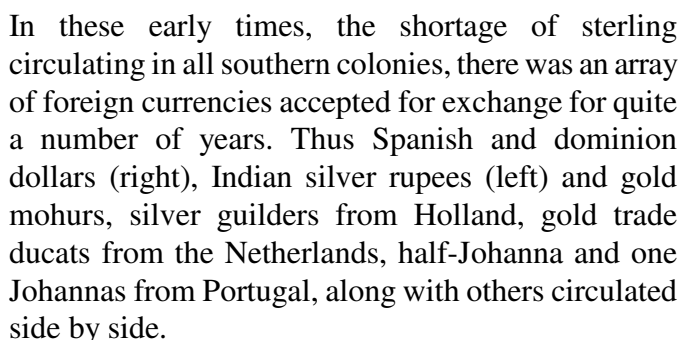 In these early times, the shortage of sterling
circulating in all southern colonies, there was an array
of foreign currencies accepted for exchange for quite
a number of years. Thus Spanish and dominion
dollars (right), Indian silver rupees (left) and gold
mohurs, silver guilders from Holland, gold trade
ducats from the Netherlands, half-Johanna and one
Johannas from Portugal, along with others circulated
side by side.